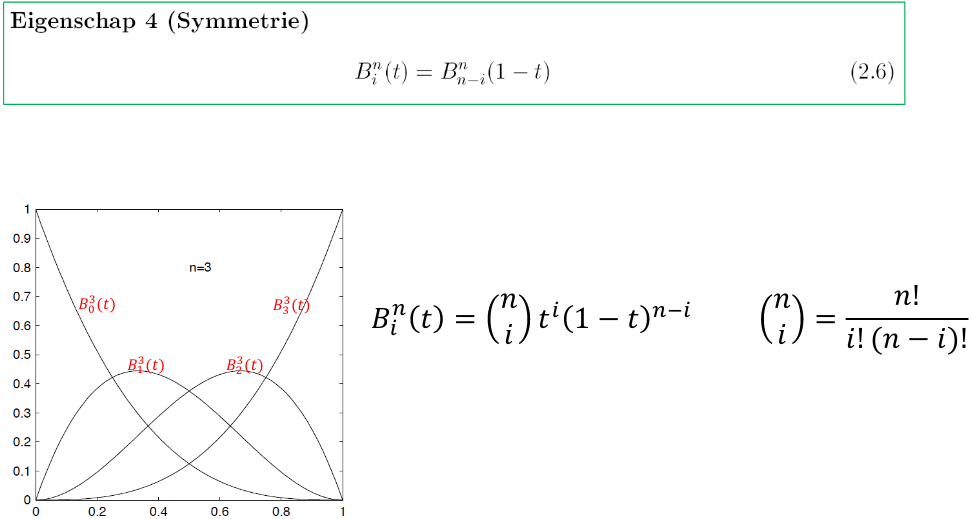 Eigenschap 4 (Symmetrie)
B_i^n(t) = B_{n-i}^n(1 − t) (2.6)
1
0.9
0.8
0.7
0.6
0.5
0.4
0.3
0.2
0.1
0
0 0.2 0.4 0.6 0.8 1
n=3
B_0^3(t) B_3^3(t)
B_1^3(t) B_2^3(t)
B_i^n(t) = \binom{n}{i} t^i(1 − t)^{n−i} \binom{n}{i} = \frac{n!}{i! (n − i)!}